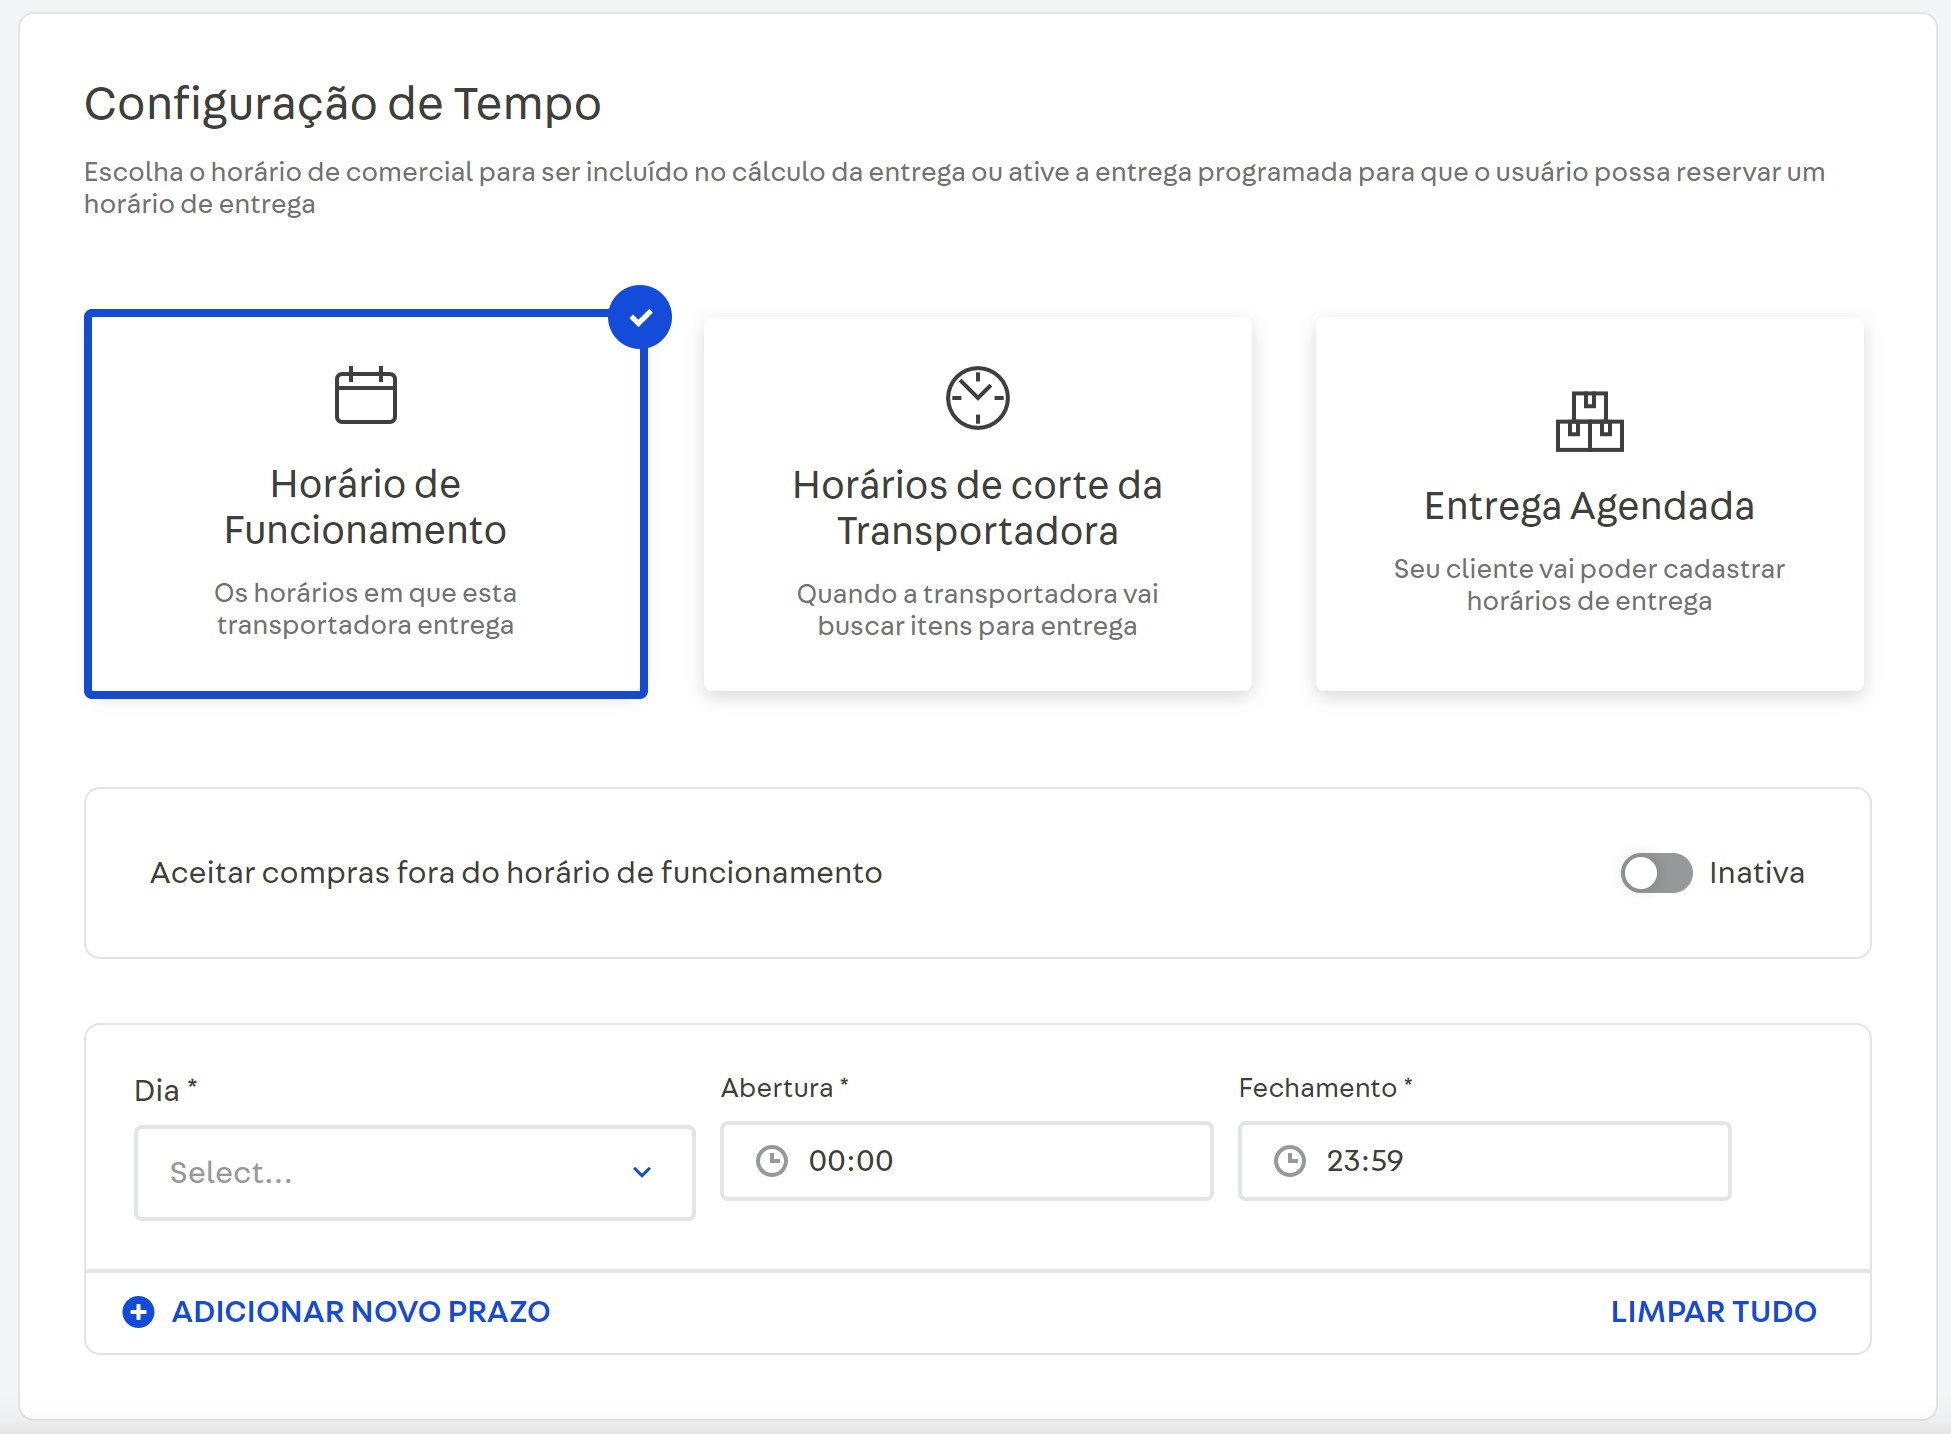 Configuração de Tempo
Escolha o horário de comercial para ser incluído no cálculo da entrega ou ative a entrega programada para que o usuário possa reservar um
horário de entrega
Horário de
Funcionamento
Os horários em que esta
transportadora entrega
Horários de corte da
Transportadora
Quando a transportadora vai
buscar itens para entrega
Entrega Agendada
Seu cliente vai poder cadastrar
horários de entrega
Aceitar compras fora do horário de funcionamento
Inativa
Dia *
Select...
Abertura *
00:00
Fechamento *
23:59
ADICIONAR NOVO PRAZO
LIMPAR TUDO